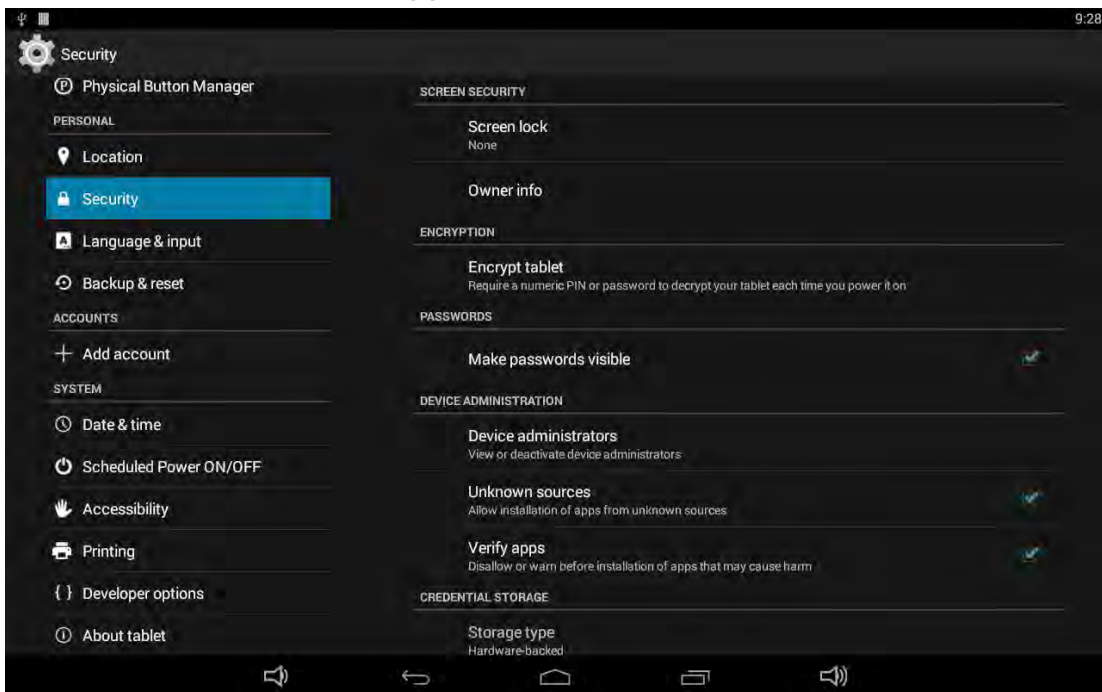 9:28
Security
Physical Button Manager
PERSONAL
Location
Security
Language & input
Backup & reset
ACCOUNTS
Add account
SYSTEM
Date & time
Scheduled Power ON/OFF
Accessibility
Printing
Developer options
About tablet
SCREEN SECURITY
Screen lock
None
Owner info
ENCRYPTION
Encrypt tablet
Require a numeric PIN or password to decrypt your tablet each time you power it on
PASSWORDS
Make passwords visible
DEVICE ADMINISTRATION
Device administrators
View or deactivate device administrators
Unknown sources
Allow installation of apps from unknown sources
Verify apps
Disallow or warn before installation of apps that may cause harm
CREDENTIAL STORAGE
Storage type
Hardware-backed